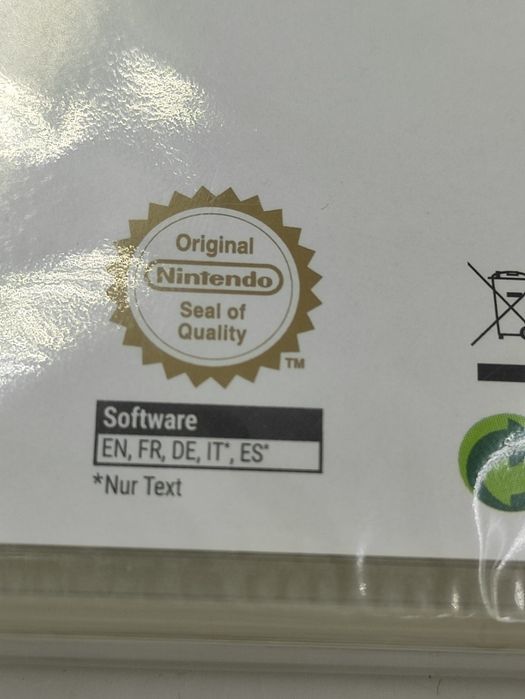 Original
Nintendo
Seal of
Quality
TM
Software
EN, FR, DE, IT*, ES*
*Nur Text